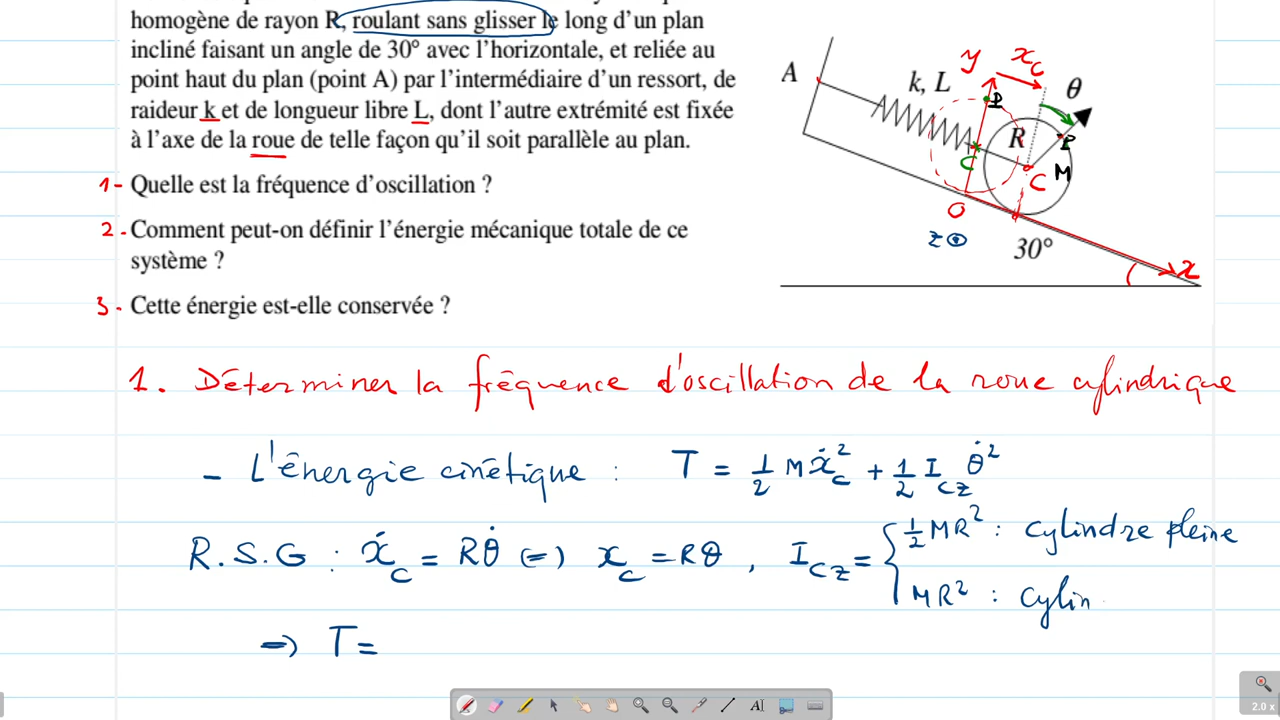 homogène de rayon R, roulant sans glisser le long d'un plan
incliné faisant un angle de 30° avec l'horizontale, et reliée au
point haut du plan (point A) par l'intermédiaire d'un ressort, de
raideur k et de longueur libre L, dont l'autre extrémité est fixée
à l'axe de la roue de telle façon qu'il soit parallèle au plan.
1- Quelle est la fréquence d'oscillation ?
2- Comment peut-on définir l'énergie mécanique totale de ce
système ?
3- Cette énergie est-elle conservée ?
A
k, L
y
x_C
θ
P
R
P
C
C
M
O
z ⊙
30°
x
1. Déterminer la fréquence d'oscillation de la roue cylindrique
- L'énergie cinétique : T = 1/2 M ẋ_C² + 1/2 I_CZ θ̇²
R.S.G : ẋ_C = Rθ̇ (=) x_C = Rθ , I_CZ = { 1/2 MR² : cylindre pleine
MR² : cylin
=) T =
2.0 x